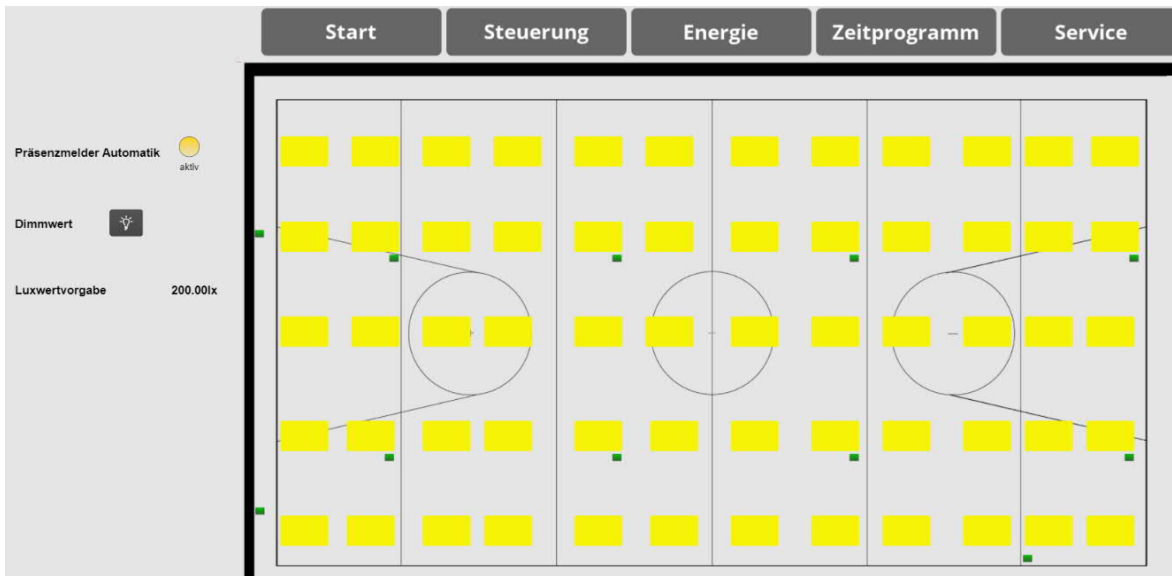 Start
Steuerung
Energie
Zeitprogramm
Service
Präsenzmelder Automatik
aktiv
Dimmwert
Luxwertvorgabe 200.00lx